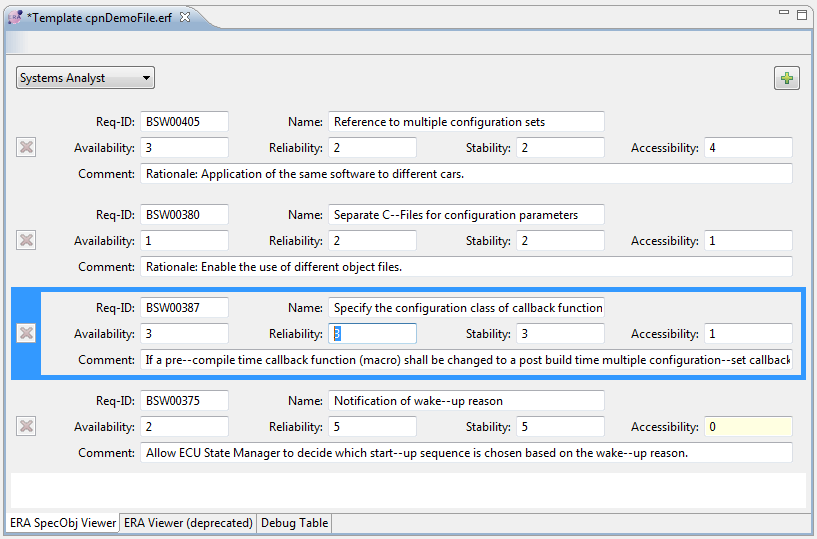 ERA *Template cpnDemoFile.erf
Systems Analyst
Req-ID: BSW00405 Name: Reference to multiple configuration sets
Availability: 3 Reliability: 2 Stability: 2 Accessibility: 4
Comment: Rationale: Application of the same software to different cars.
Req-ID: BSW00380 Name: Separate C--Files for configuration parameters
Availability: 1 Reliability: 2 Stability: 2 Accessibility: 1
Comment: Rationale: Enable the use of different object files.
Req-ID: BSW00387 Name: Specify the configuration class of callback function
Availability: 3 Reliability: 3 Stability: 3 Accessibility: 1
Comment: If a pre--compile time callback function (macro) shall be changed to a post build time multiple configuration--set callback
Req-ID: BSW00375 Name: Notification of wake--up reason
Availability: 2 Reliability: 5 Stability: 5 Accessibility: 0
Comment: Allow ECU State Manager to decide which start--up sequence is chosen based on the wake--up reason.
ERA SpecObj Viewer ERA Viewer (deprecated) Debug Table